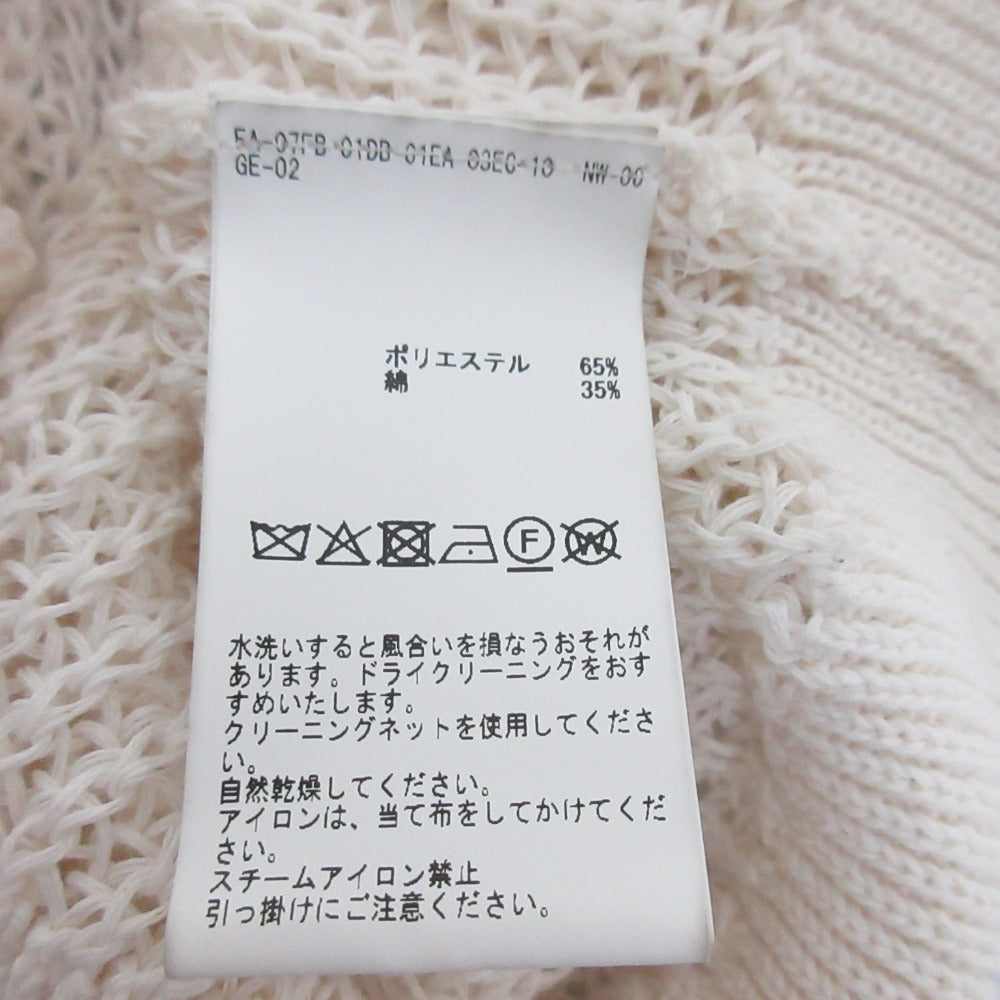 01DB 01EA 03EC-10 NW-00
GE-02
ポリエステル 65%
綿 35%
F
W
水洗いすると風合いを損なうおそれが
あります。ドライクリーニングをおす
すめいたします。
クリーニングネットを使用してくださ
い。
自然乾燥してください。
アイロンは、当て布をしてかけてくだ
さい。
スチームアイロン禁止
引っ掛けにご注意ください。